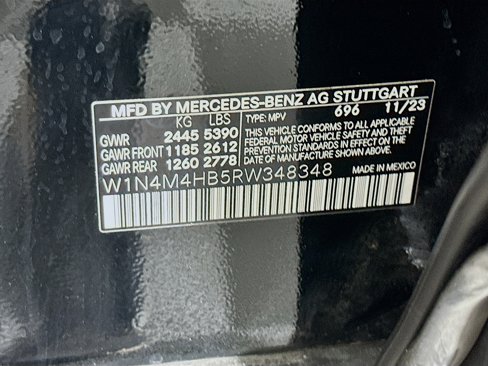 MFD BY MERCEDES-BENZ AG STUTTGART
KG LBS TYPE: MPV 696 11/23
GVWR 2445 5390 THIS VEHICLE CONFORMS TO ALL APPLICABLE
GAWR FRONT 1185 2612 FEDERAL MOTOR VEHICLE SAFETY AND
GAWR REAR 1260 2778 THEFT PREVENTION STANDARDS IN EFFECT ON THE DATE OF MANUFACTURE SHOWN ABOVE
W1N4M4HB5RW348348 MADE IN MEXICO